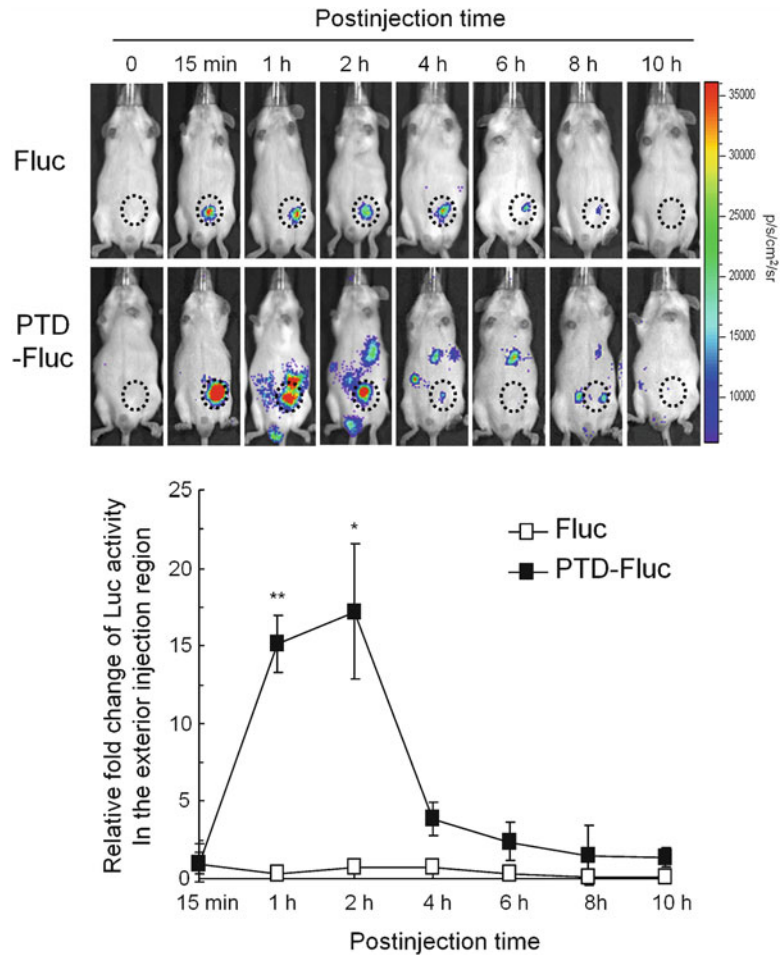 Postinjection time
0 15 min 1 h 2 h 4 h 6 h 8 h 10 h
Fluc
PTD
-Fluc
35000
30000
25000
20000
15000
10000
p/s/cm²/sr
25
20
15
10
5
0
Relative fold change of Luc activity
In the exterior injection region
**
*
Fluc
PTD-Fluc
15 min 1 h 2 h 4 h 6 h 8h 10 h
Postinjection time